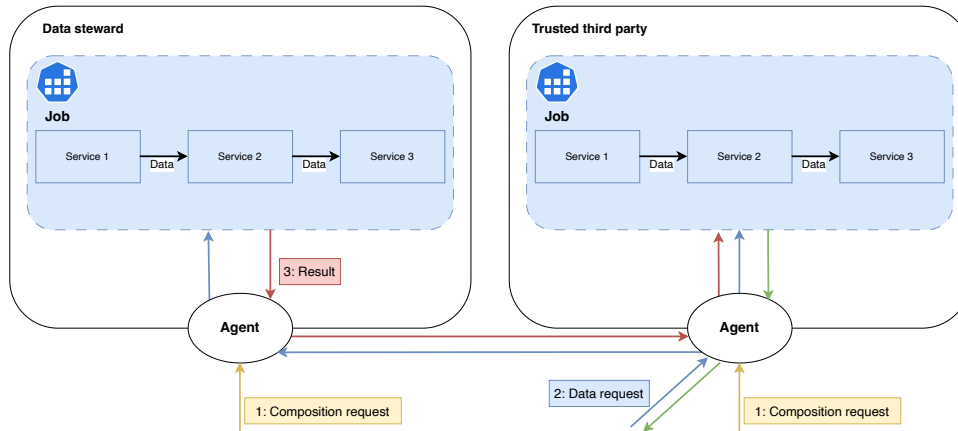 Data steward
Job
Service 1
Data
Service 2
Data
Service 3
3: Result
Agent
1: Composition request
Trusted third party
Job
Service 1
Data
Service 2
Data
Service 3
Agent
2: Data request
1: Composition request